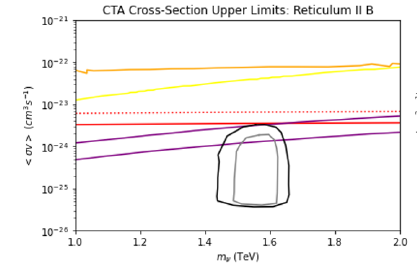 CTA Cross-Section Upper Limits: Reticulum II B
10⁻²¹
10⁻²²
10⁻²³
10⁻²⁴
10⁻²⁵
10⁻²⁶
< σv > (cm³s⁻¹)
1.0 1.2 1.4 1.6 1.8 2.0
mψ (TeV)